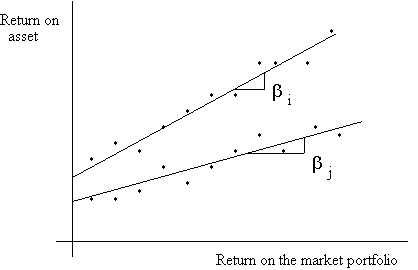 Return on
asset
β i
β j
Return on the market portfolio